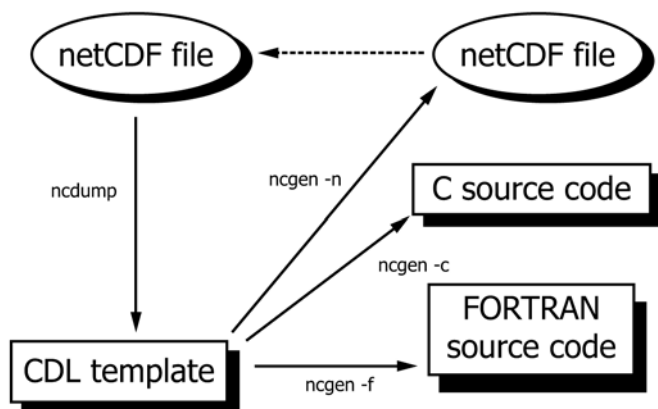 netCDF file
netCDF file
ncdump
ncgen -n
C source code
ncgen -c
FORTRAN
source code
CDL template
ncgen -f